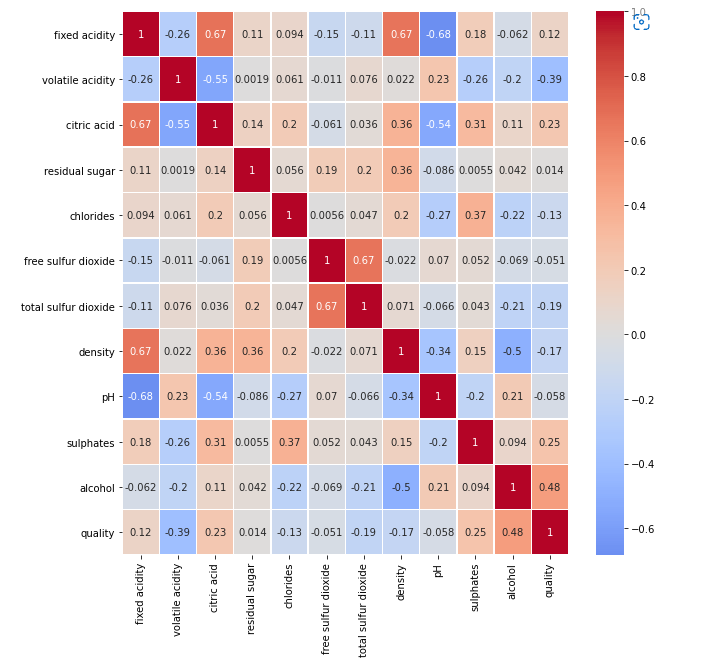 1.0
fixed acidity 1 -0.26 0.67 0.11 0.094 -0.15 -0.11 0.67 -0.68 0.18 -0.062 0.12
volatile acidity -0.26 1 -0.55 0.0019 0.061 -0.011 0.076 0.022 0.23 -0.26 -0.2 -0.39
0.8
citric acid 0.67 -0.55 1 0.14 0.2 -0.061 0.036 0.36 -0.54 0.31 0.11 0.23
0.6
residual sugar 0.11 0.0019 0.14 1 0.056 0.19 0.2 0.36 -0.086 0.0055 0.042 0.014
0.4
chlorides 0.094 0.061 0.2 0.056 1 0.0056 0.047 0.2 -0.27 0.37 -0.22 -0.13
0.2
free sulfur dioxide -0.15 -0.011 -0.061 0.19 0.0056 1 0.67 -0.022 0.07 0.052 -0.069 -0.051
total sulfur dioxide -0.11 0.076 0.036 0.2 0.047 0.67 1 0.071 -0.066 0.043 -0.21 -0.19
0.0
density 0.67 0.022 0.36 0.36 0.2 -0.022 0.071 1 -0.34 0.15 -0.5 -0.17
pH -0.68 0.23 -0.54 -0.086 -0.27 0.07 -0.066 -0.34 1 -0.2 0.21 -0.058
−0.2
sulphates 0.18 -0.26 0.31 0.0055 0.37 0.052 0.043 0.15 -0.2 1 0.094 0.25
−0.4
alcohol -0.062 -0.2 0.11 0.042 -0.22 -0.069 -0.21 -0.5 0.21 0.094 1 0.48
−0.6
quality 0.12 -0.39 0.23 0.014 -0.13 -0.051 -0.19 -0.17 -0.058 0.25 0.48 1
fixed acidity
volatile acidity
citric acid
residual sugar
chlorides
free sulfur dioxide
total sulfur dioxide
density
pH
sulphates
alcohol
quality